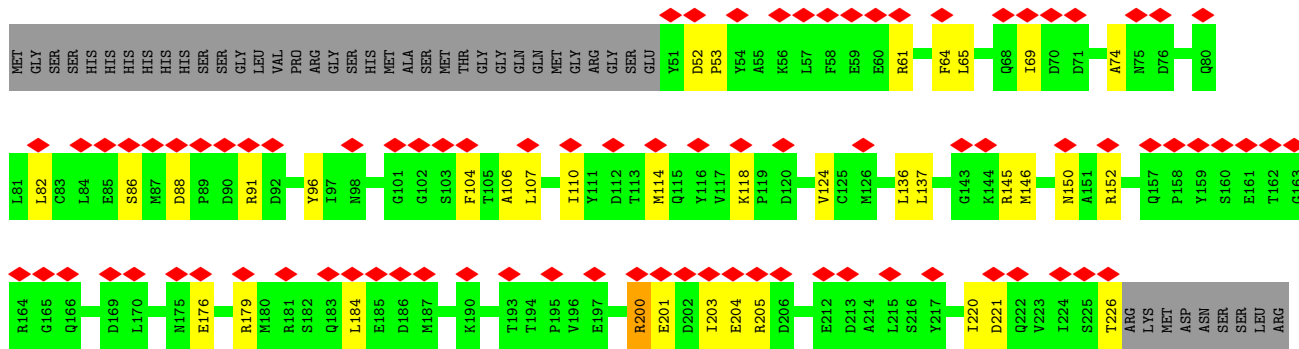 MET GLY SER SER HIS HIS HIS HIS HIS HIS SER SER GLY LEU VAL PRO ARG GLY SER HIS MET ALA SER MET THR GLY GLY GLN GLN MET GLY ARG GLY SER GLU Y51 D52 P53 Y54 A55 K56 L57 F58 E59 E60 R61 F64 L65 Q68 I69 D70 D71 A74 N75 D76 Q80
L81 L82 C83 L84 E85 S86 M87 D88 P89 D90 R91 D92 Y96 I97 N98 G101 G102 S103 F104 T105 A106 L107 I110 Y111 D112 T113 M114 Q115 Y116 V117 K118 P119 D120 V124 C125 M126 L136 L137 G143 K144 R145 M146 N150 A151 R152 Q157 P158 Y159 S160 E161 T162 G163
R164 G165 Q166 D169 L170 N175 E176 R179 M180 R181 S182 Q183 L184 E185 D186 M187 K190 T193 T194 P195 V196 E197 R200 E201 D202 I203 E204 R205 D206 E212 D213 A214 L215 S216 Y217 I220 D221 Q222 V223 I224 S225 T226 ARG LYS MET ASP ASN SER SER LEU ARG